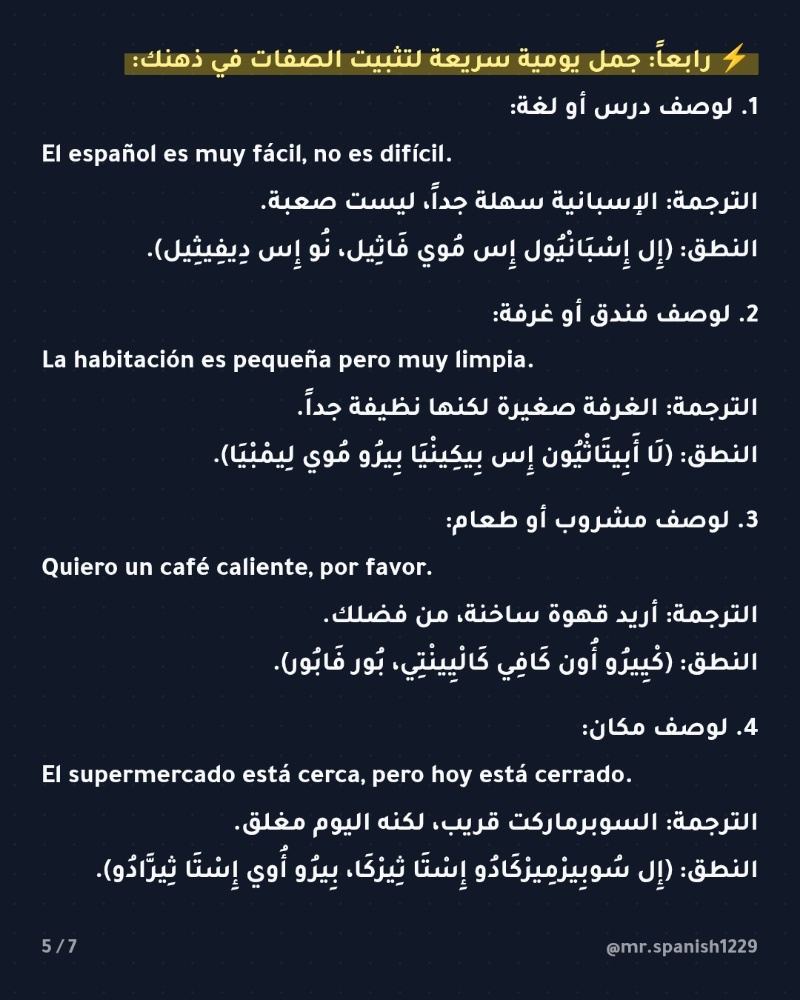 ⚡ رابعاً: جمل يومية سريعة لتثبيت الصفات في ذهنك:
1. لوصف درس أو لغة:
El español es muy fácil, no es difícil.
الترجمة: الإسبانية سهلة جداً، ليست صعبة.
النطق: (إِل إِسْبَانْيُول إِس مُوي فَاثِيل، نُو إِس دِيفِيثِيل).
2. لوصف فندق أو غرفة:
La habitación es pequeña pero muy limpia.
الترجمة: الغرفة صغيرة لكنها نظيفة جداً.
النطق: (لَا أَبِيتَاثْيُون إِس بِيكِينْيَا بِيرُو مُوي لِيمْبْيَا).
3. لوصف مشروب أو طعام:
Quiero un café caliente, por favor.
الترجمة: أريد قهوة ساخنة، من فضلك.
النطق: (كْيِيرُو أُون كَافِي كَالْيِينْتِي، بُور فَابُور).
4. لوصف مكان:
El supermercado está cerca, pero hoy está cerrado.
الترجمة: السوبرماركت قريب، لكنه اليوم مغلق.
النطق: (إِل سُوبِيرْمِيرْكَادُو إِسْتَا ثِيرْكَا، بِيرُو أُوي إِسْتَا ثِيرَّادُو).
5 / 7
@mr.spanish1229